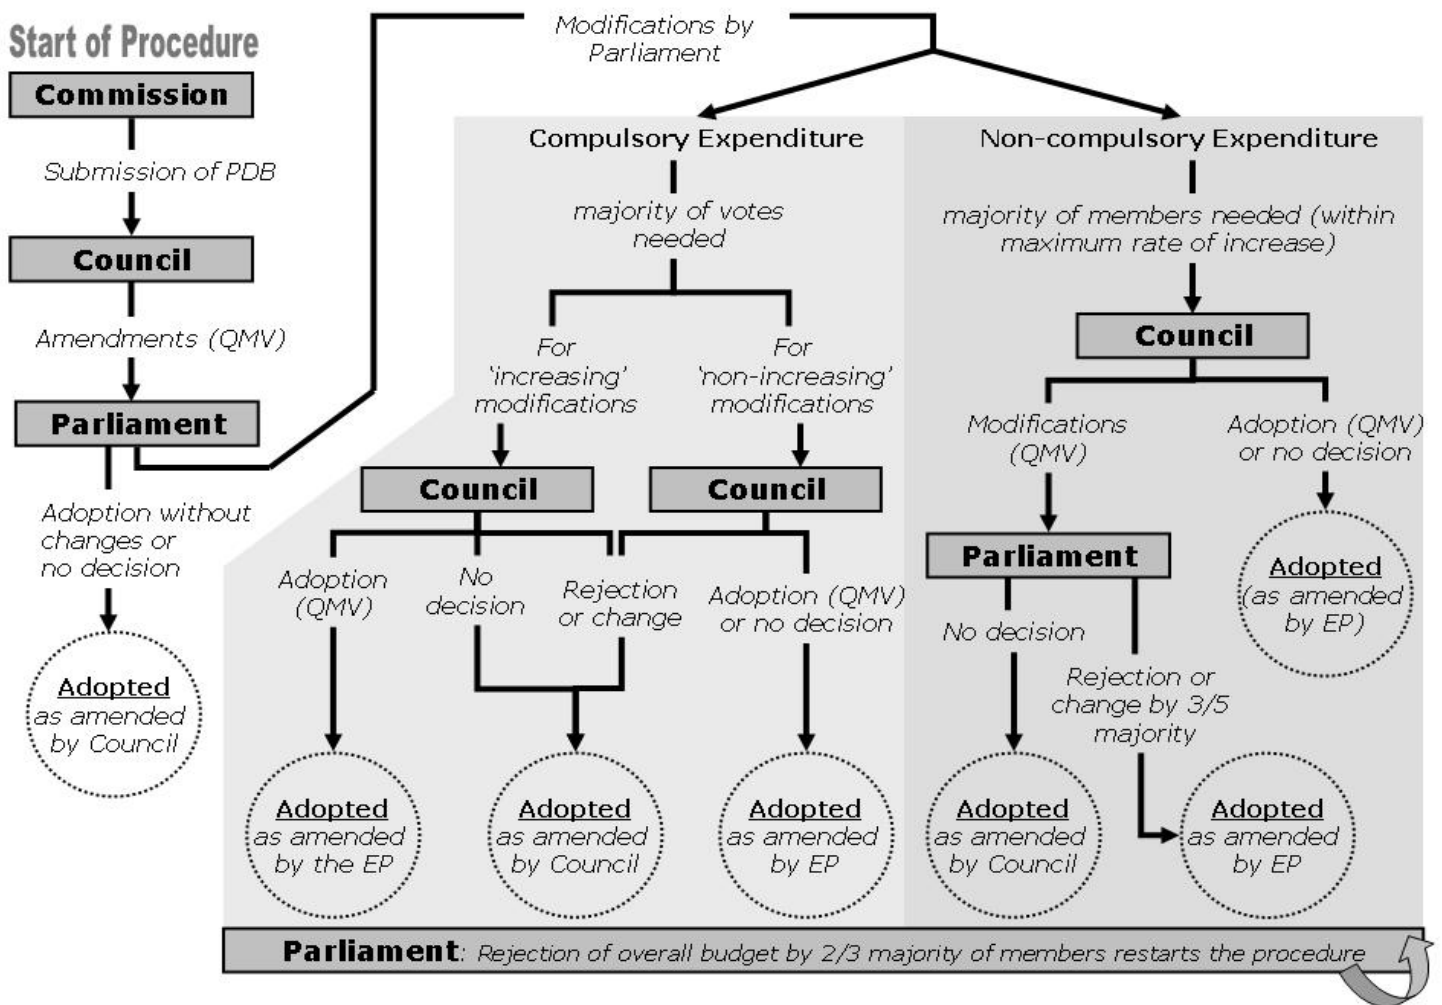 Start of Procedure
Commission
Submission of PDB
Council
Amendments (QMV)
Parliament
Adoption without
changes or
no decision
Adopted
as amended
by Council
Modifications by
Parliament
Compulsory Expenditure
majority of votes
needed
For
‘increasing’
modifications
Council
Adoption
(QMV)
No
decision
Rejection
or change
Adopted
as amended
by the EP
Adopted
as amended
by Council
For
‘non-increasing’
modifications
Council
Adoption (QMV)
or no decision
Adopted
as amended
by EP
Non-compulsory Expenditure
majority of members needed (within
maximum rate of increase)
Council
Modifications
(QMV)
Parliament
No decision
Adopted
as amended
by Council
Rejection or
change by 3/5
majority
Adopted
as amended
by EP
Adoption (QMV)
or no decision
Adopted
(as amended
by EP)
Parliament: Rejection of overall budget by 2/3 majority of members restarts the procedure